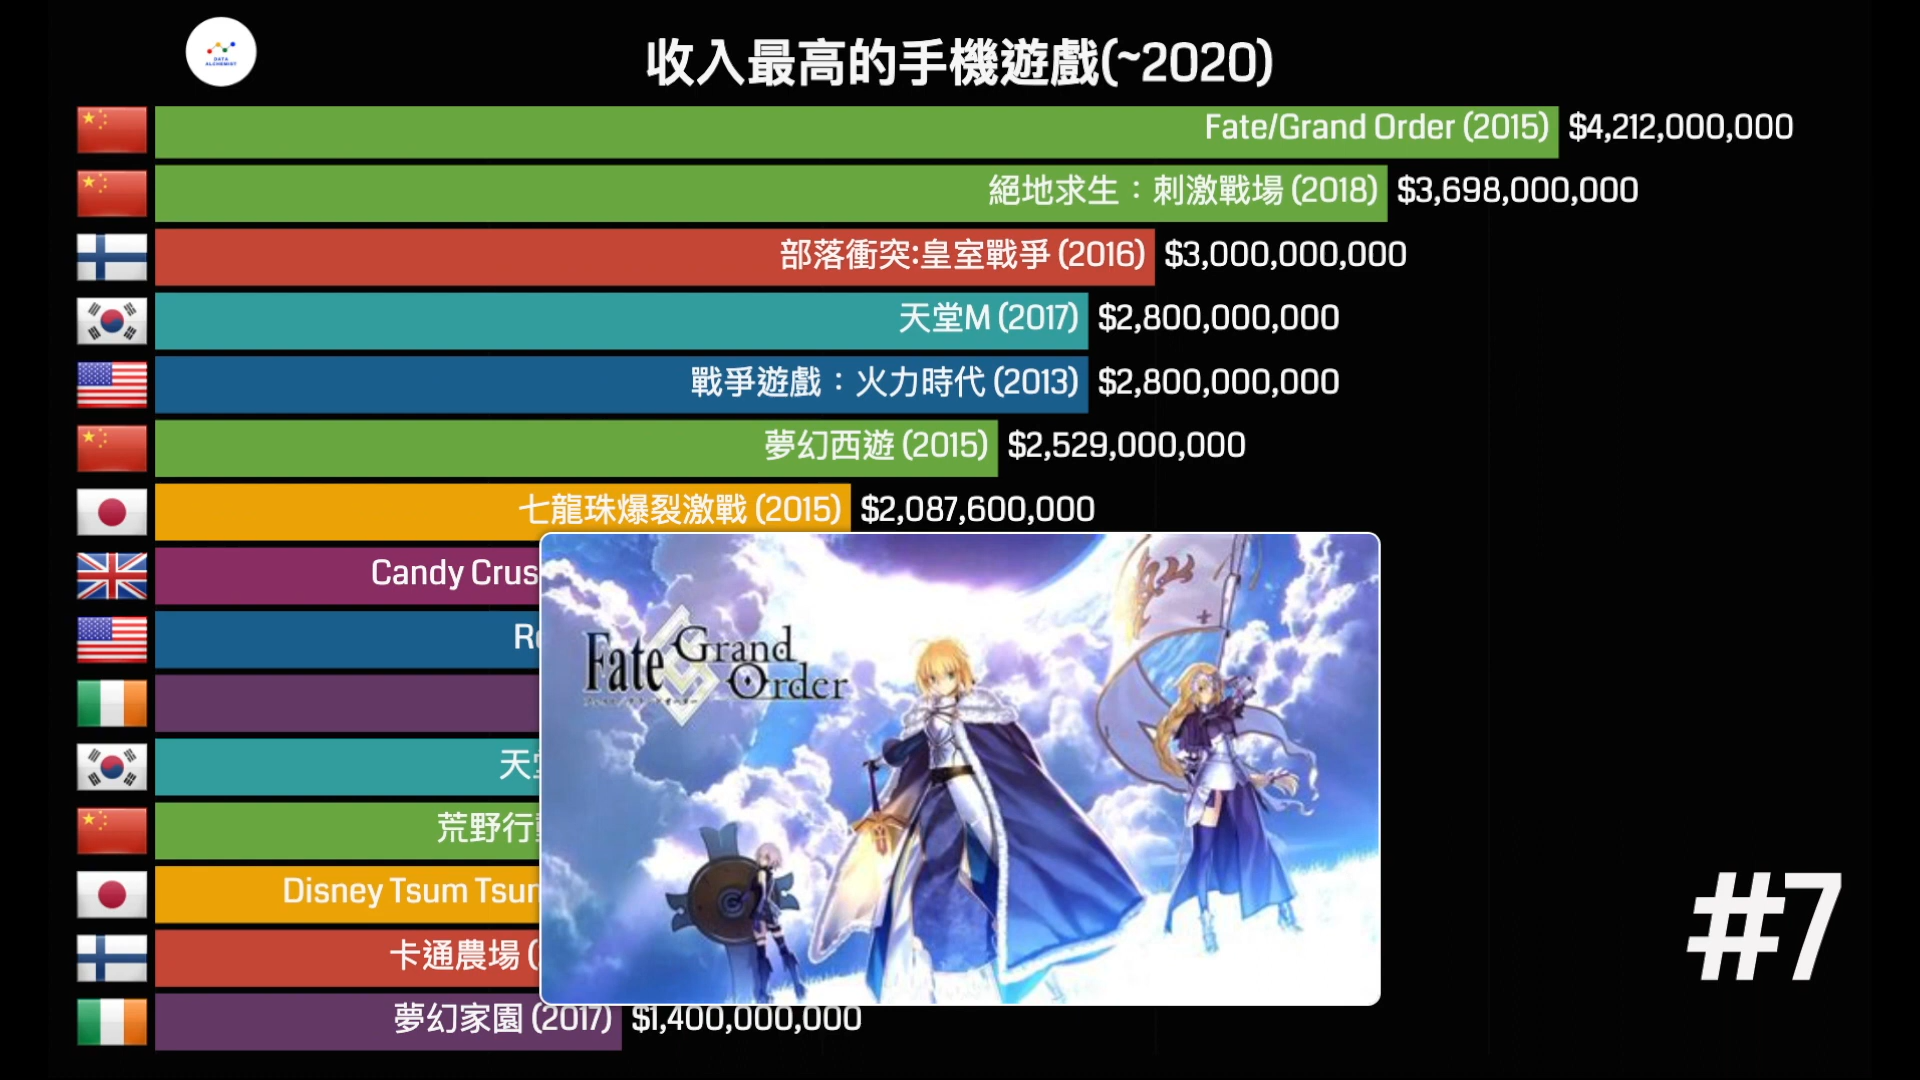 DATA
ALCHEMIST
收入最高的手機遊戲(~2020)
Fate/Grand Order (2015) $4,212,000,000
絕地求生：刺激戰場 (2018) $3,698,000,000
部落衝突:皇室戰爭 (2016) $3,000,000,000
天堂M (2017) $2,800,000,000
戰爭遊戲：火力時代 (2013) $2,800,000,000
夢幻西遊 (2015) $2,529,000,000
七龍珠爆裂激戰 (2015) $2,087,600,000
Candy Crus
天
荒野行
Disney Tsum Tsum
卡通農場 (
夢幻家園 (2017) $1,400,000,000
Fate
Grand
Order
#7